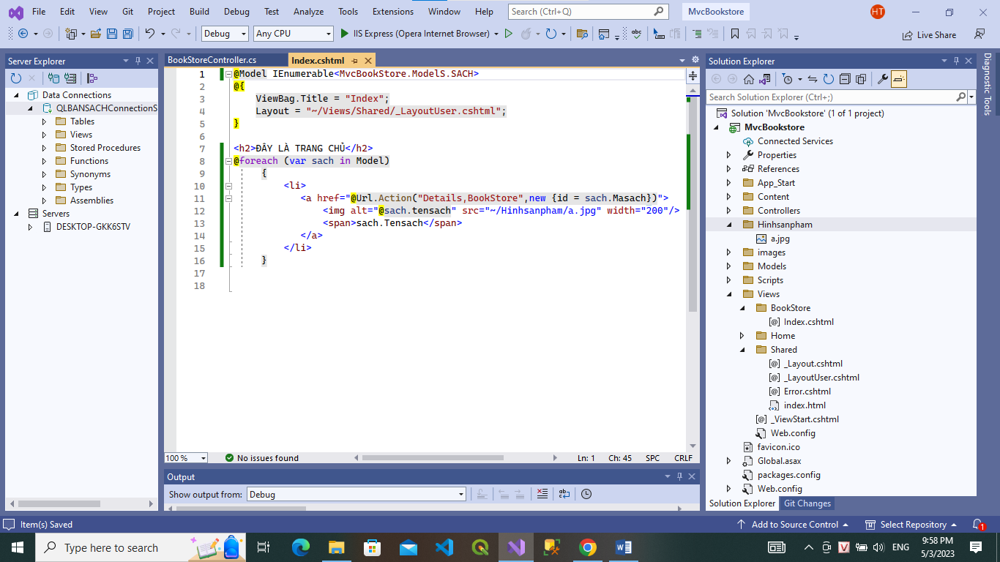 File Edit View Git Project Build Debug Test Analyze Tools Extensions Window Help Search (Ctrl+Q) MvcBookstore HT
Debug Any CPU IIS Express (Opera Internet Browser) Live Share
Server Explorer
Data Connections
QLBANSACHConnectionS
Tables
Views
Stored Procedures
Functions
Synonyms
Types
Assemblies
Servers
DESKTOP-GKK6STV
BookStoreController.cs Index.cshtml
1 @Model IEnumerable<MvcBookStore.ModelS.SACH>
2 @{
3 ViewBag.Title = "Index";
4 Layout = "~/Views/Shared/_LayoutUser.cshtml";
5 }
6
7 <h2>ĐÂY LÀ TRANG CHỦ</h2>
8 @foreach (var sach in Model)
9 {
10 <li>
11 <a href="@Url.Action("Details,BookStore",new {id = sach.Masach})">
12 <img alt="@sach.tensach" src="~/Hinhsanpham/a.jpg" width="200"/>
13 <span>sach.Tensach</span>
14 </a>
15 </li>
16 }
17
18
100 % No issues found Ln: 1 Ch: 45 SPC CRLF
Output
Show output from: Debug
Solution Explorer
Search Solution Explorer (Ctrl+;)
Solution 'MvcBookstore' (1 of 1 project)
MvcBookstore
Connected Services
Properties
References
App_Start
Content
Controllers
Hinhsanpham
a.jpg
images
Models
Scripts
Views
BookStore
Index.cshtml
Home
Shared
_Layout.cshtml
_LayoutUser.cshtml
Error.cshtml
index.html
_ViewStart.cshtml
Web.config
favicon.ico
Global.asax
packages.config
Web.config
Solution Explorer Git Changes
Diagnostic Tools
Item(s) Saved Add to Source Control Select Repository 1
Type here to search ENG 9:58 PM
5/3/2023